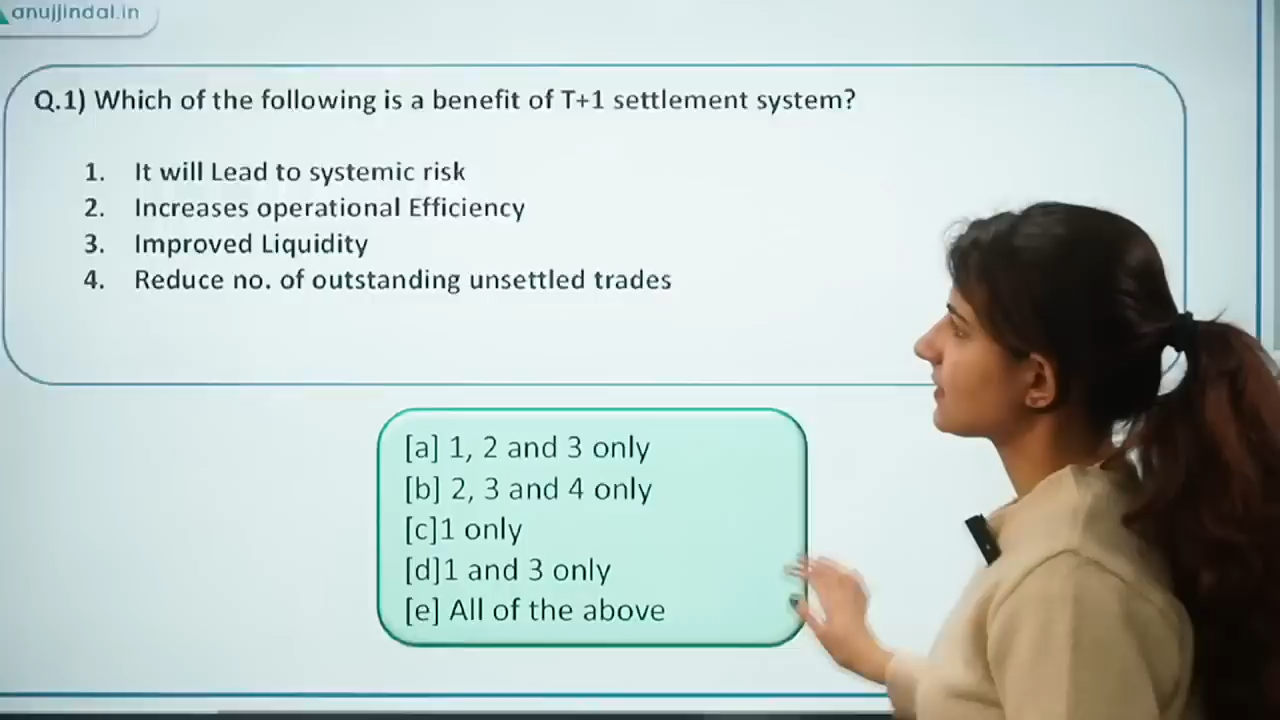 anujjindal.in
Q.1) Which of the following is a benefit of T+1 settlement system?
1. It will Lead to systemic risk
2. Increases operational Efficiency
3. Improved Liquidity
4. Reduce no. of outstanding unsettled trades
[a] 1, 2 and 3 only
[b] 2, 3 and 4 only
[c]1 only
[d]1 and 3 only
[e] All of the above